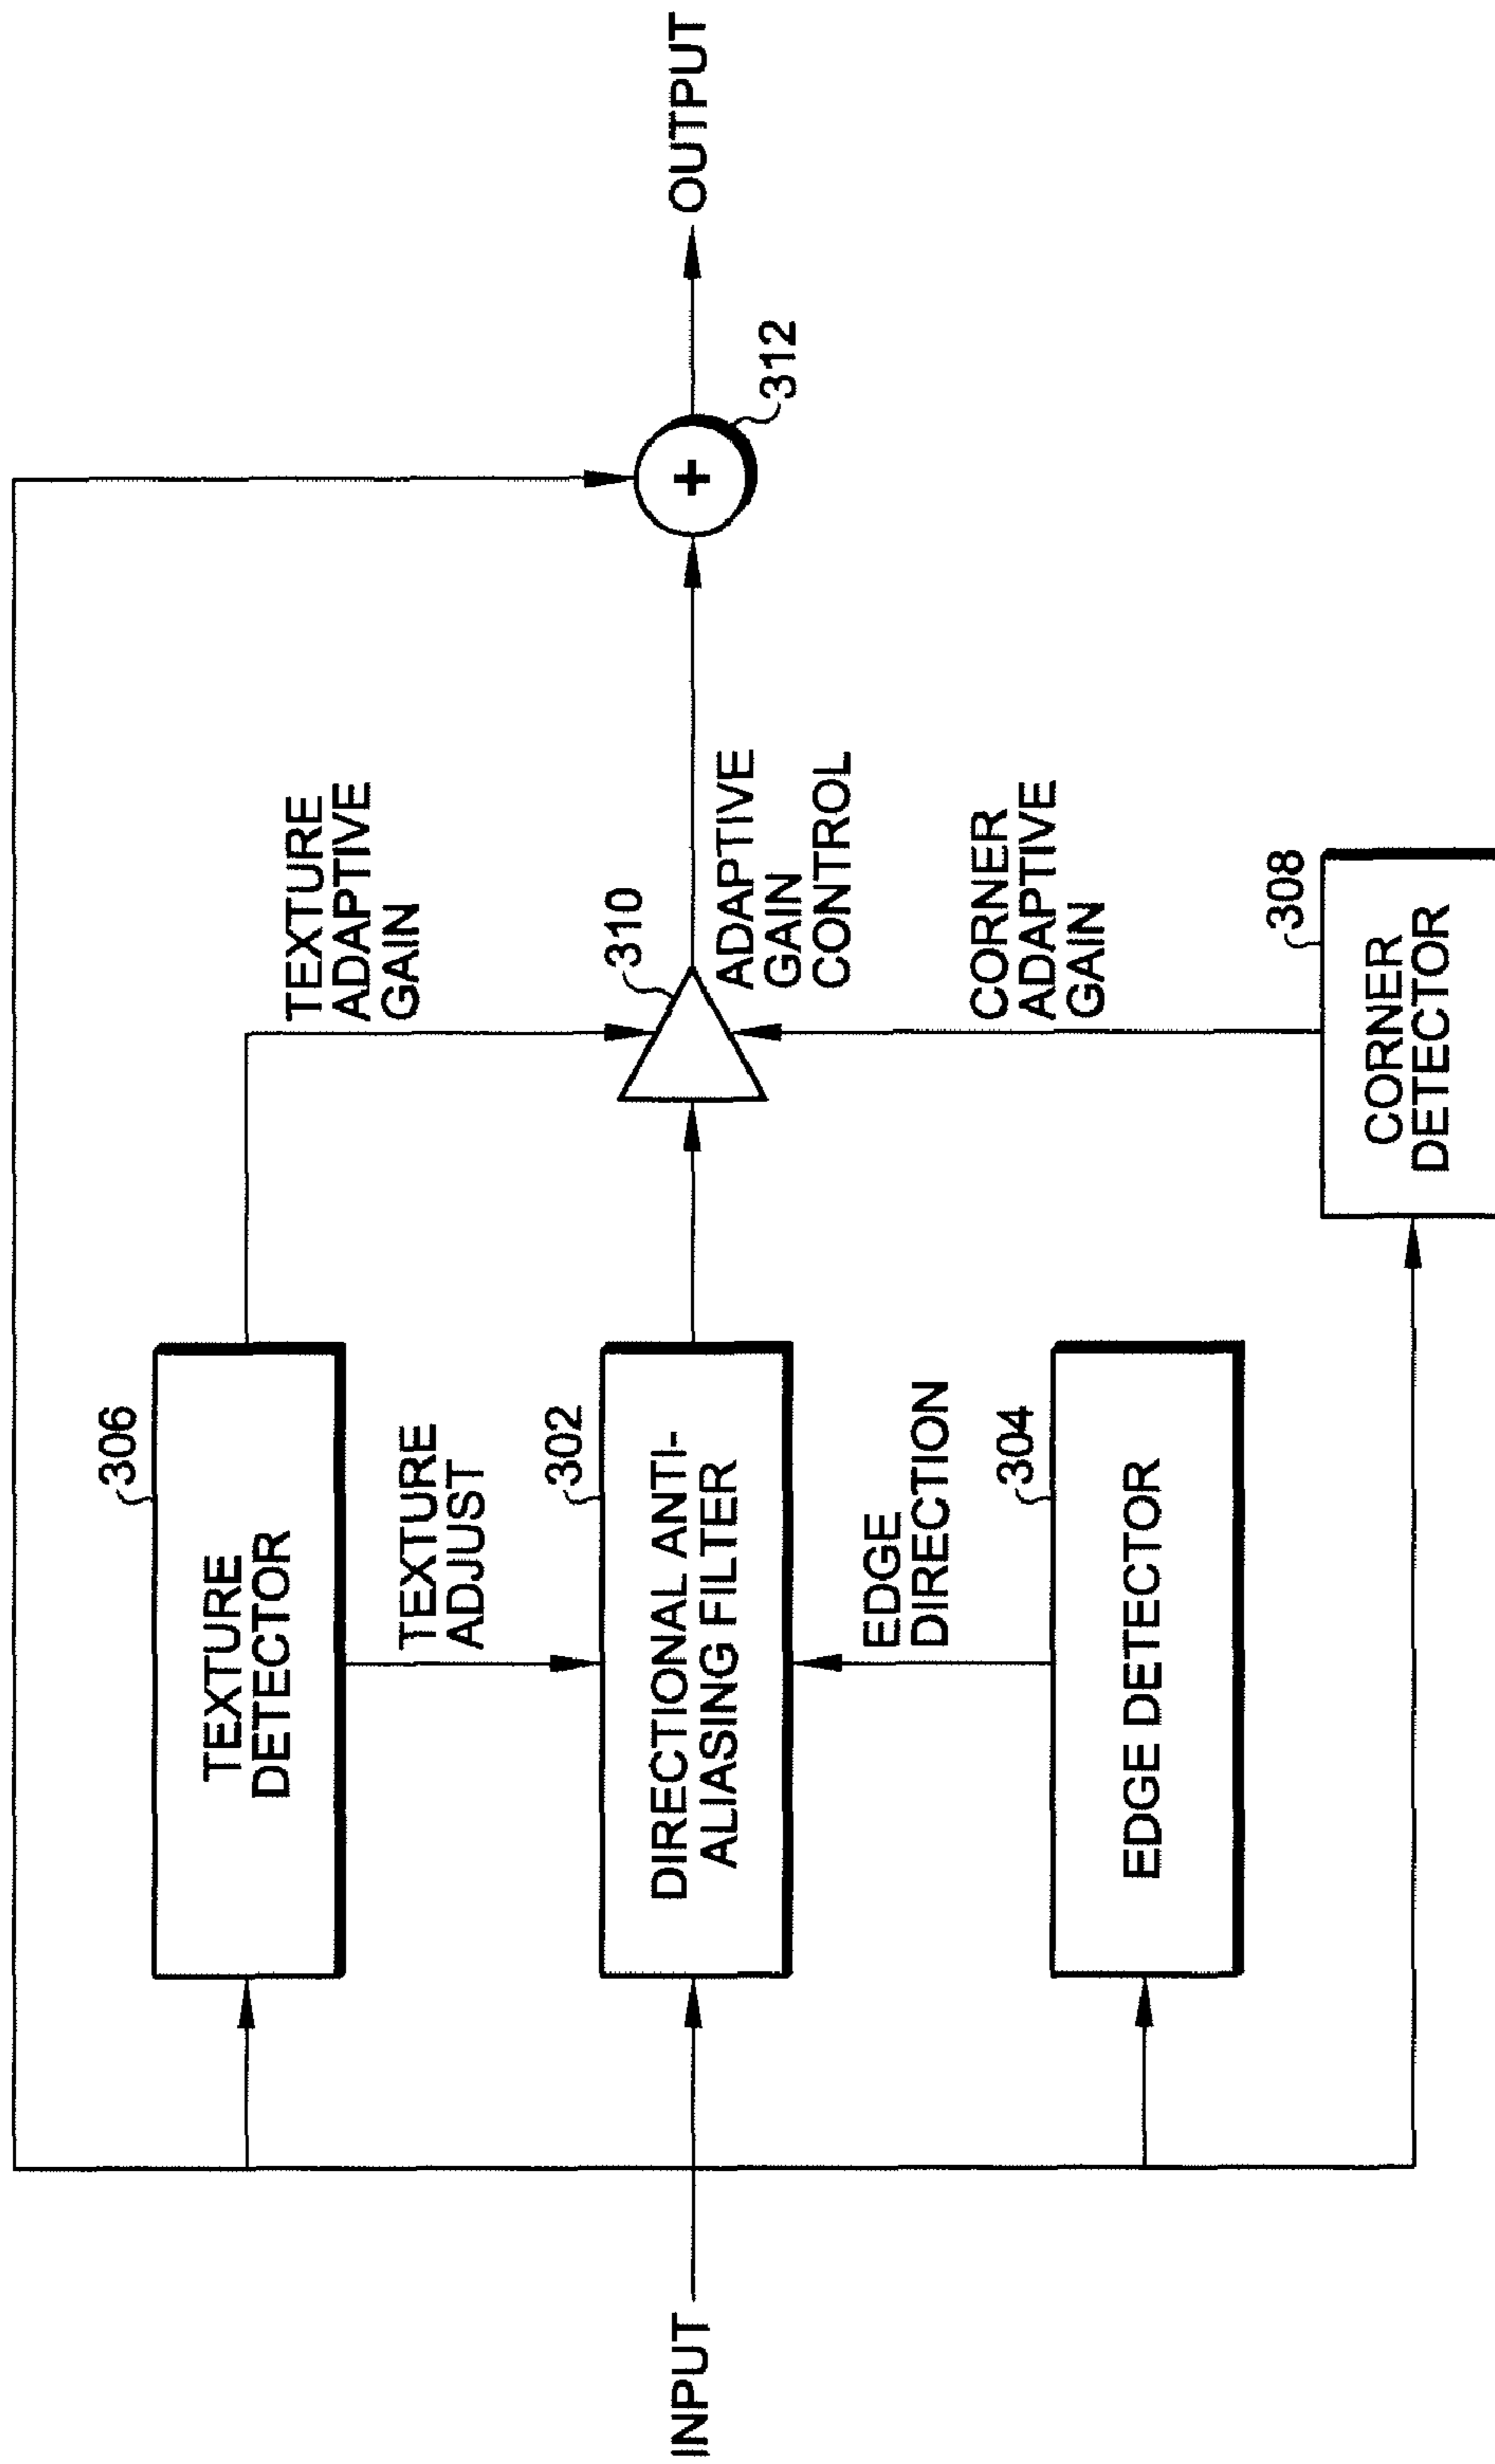 INPUT
306
TEXTURE
DETECTOR
TEXTURE
ADJUST
302
DIRECTIONAL ANTI-
ALIASING FILTER
EDGE
DIRECTION
304
EDGE DETECTOR
TEXTURE
ADAPTIVE
GAIN
310
ADAPTIVE
GAIN
CONTROL
CORNER
ADAPTIVE
GAIN
308
CORNER
DETECTOR
+
312
OUTPUT